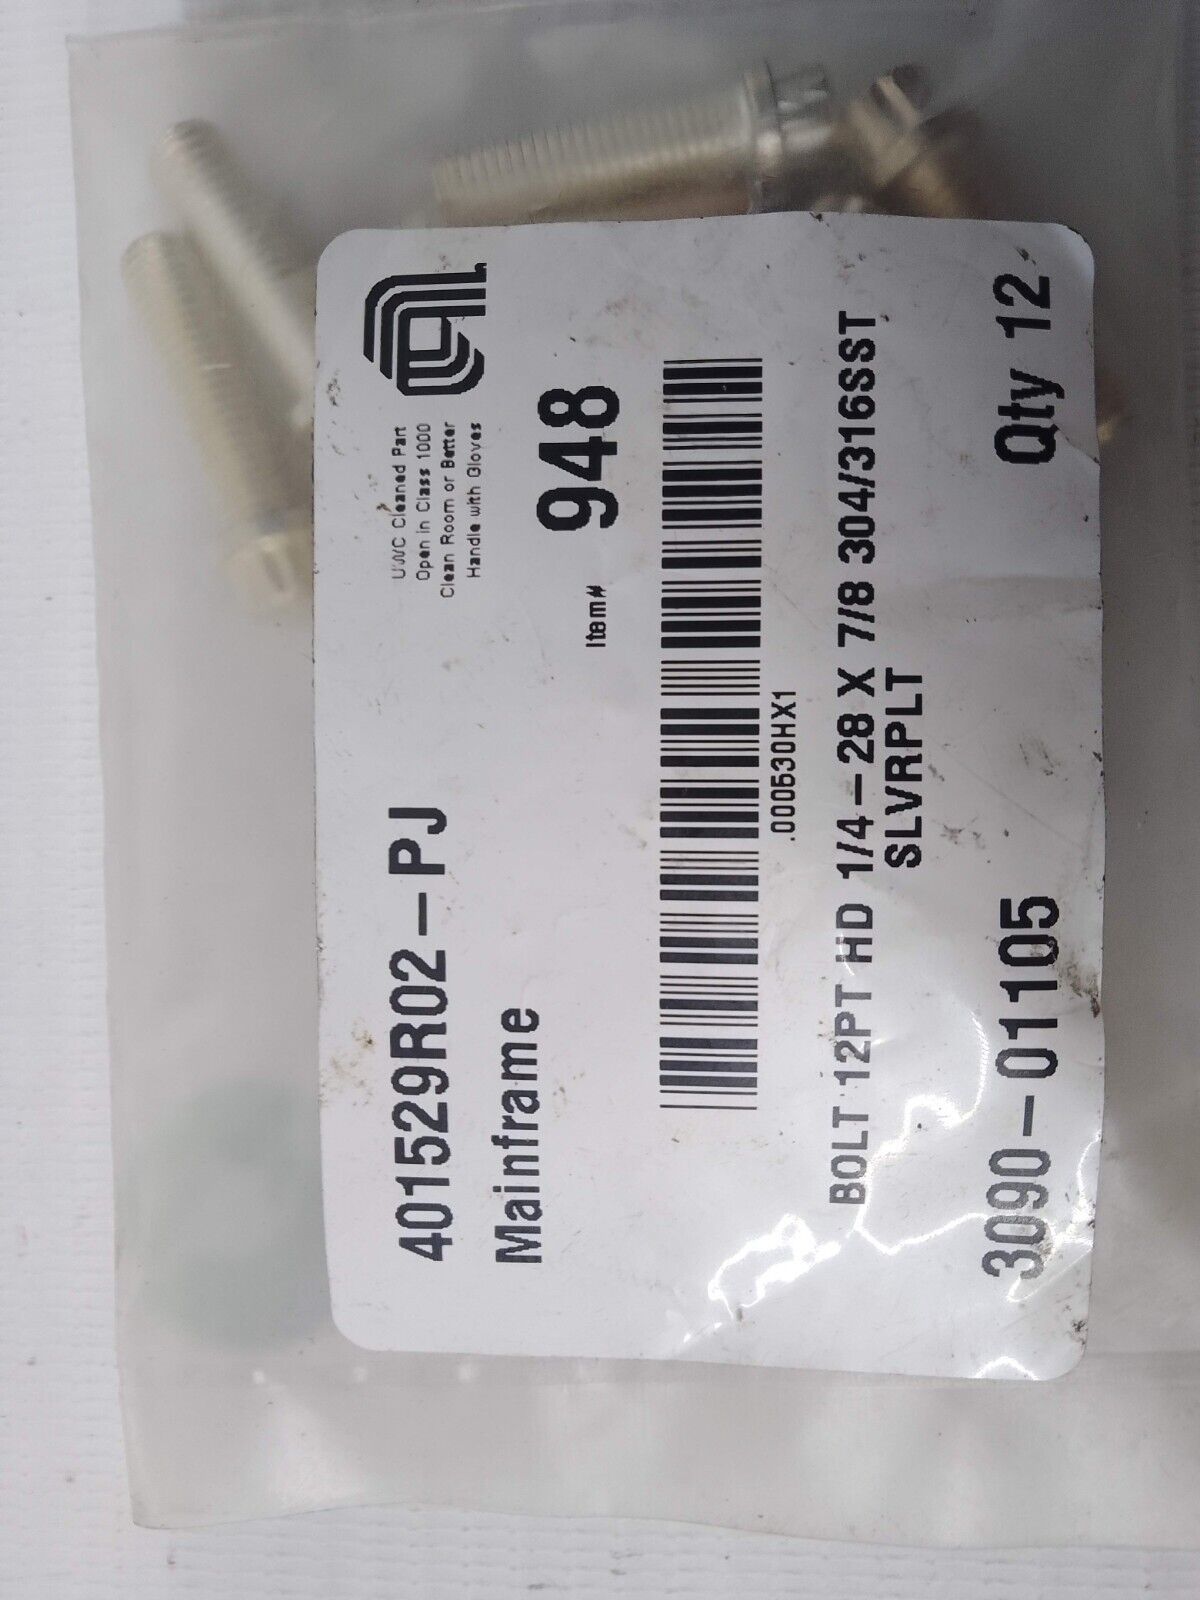 401529R02-PJ
UWC Cleaned Part
Open in Class 1000
Clean Room or Better
Handle with Gloves
Mainframe
Item# 948
.000530HX1
BOLT 12PT HD 1/4-28 X 7/8 304/316SST
SLVRPLT
3090-01105
Qty 12